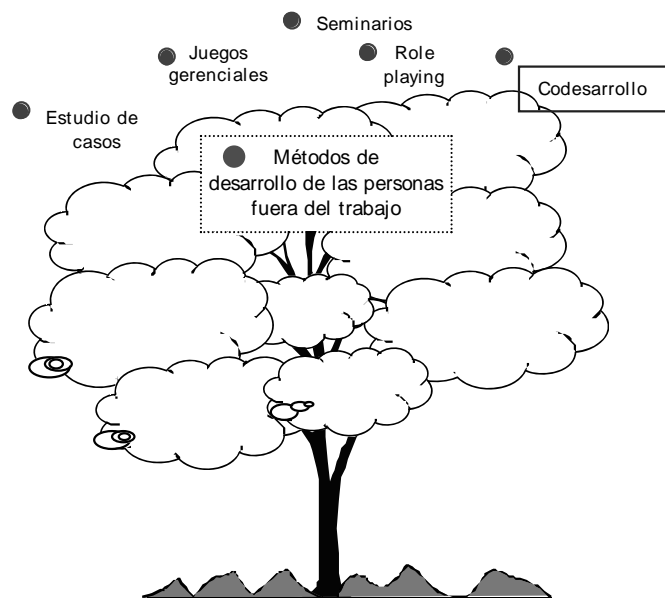 Seminarios
Juegos
gerenciales
Role
playing
Codesarrollo
Estudio de
casos
Métodos de
desarrollo de las personas
fuera del trabajo